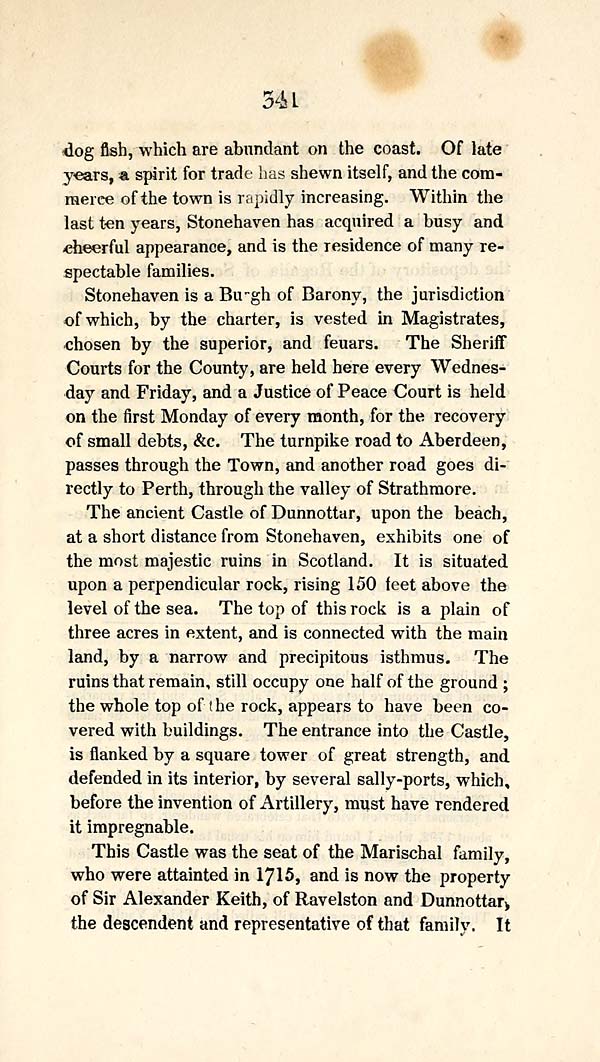 341
dog fish, which are abundant on the coast. Of late
years, a spirit for trade has shewn itself, and the com-
merce of the town is rapidly increasing. Within the
last ten years, Stonehaven has acquired a busy and
cheerful appearance, and is the residence of many re-
spectable families.
Stonehaven is a Burgh of Barony, the jurisdiction
of which, by the charter, is vested in Magistrates,
chosen by the superior, and feuars. The Sheriff
Courts for the County, are held here every Wednes-
day and Friday, and a Justice of Peace Court is held
on the first Monday of every month, for the recovery
of small debts, &c. The turnpike road to Aberdeen,
passes through the Town, and another road goes di-
rectly to Perth, through the valley of Strathmore.
The ancient Castle of Dunnottar, upon the beach,
at a short distance from Stonehaven, exhibits one of
the most majestic ruins in Scotland. It is situated
upon a perpendicular rock, rising 150 feet above the
level of the sea. The top of this rock is a plain of
three acres in extent, and is connected with the main
land, by a narrow and precipitous isthmus. The
ruins that remain, still occupy one half of the ground ;
the whole top of the rock, appears to have been co-
vered with buildings. The entrance into the Castle,
is flanked by a square tower of great strength, and
defended in its interior, by several sally-ports, which,
before the invention of Artillery, must have rendered
it impregnable.
This Castle was the seat of the Marischal family,
who were attainted in 1715, and is now the property
of Sir Alexander Keith, of Ravelston and Dunnottar,
the descendent and representative of that family. It